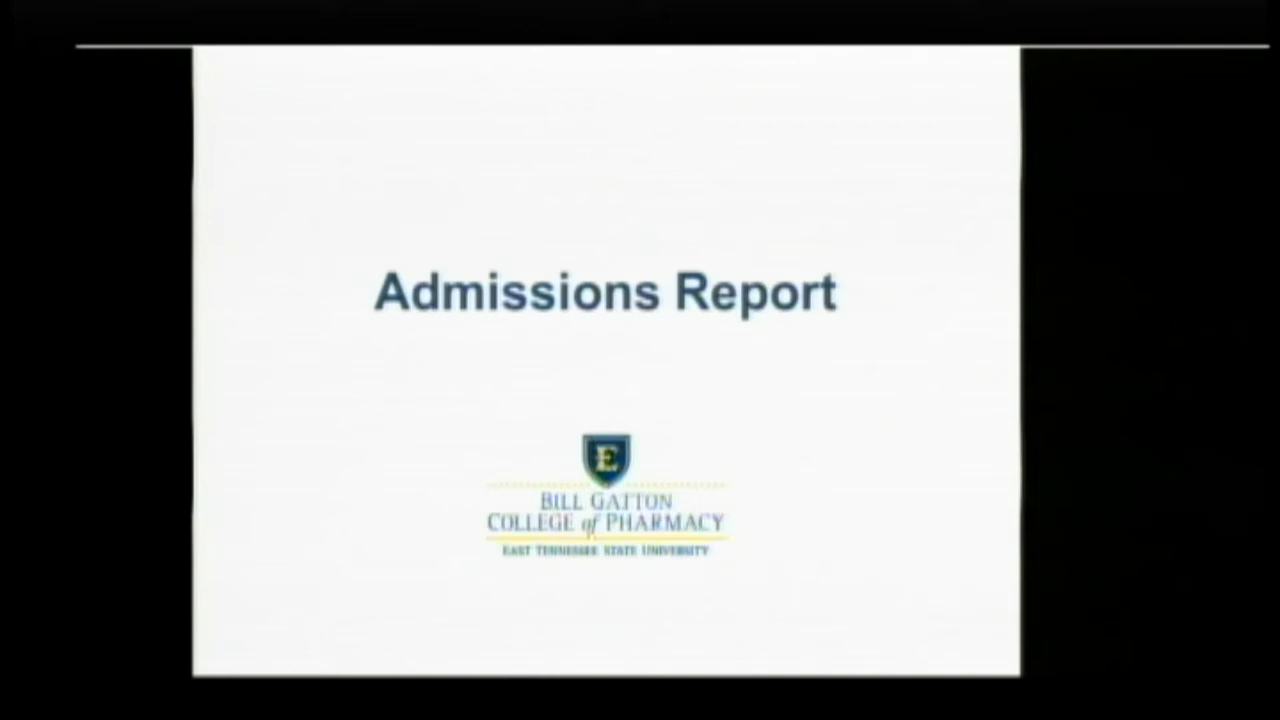 Admissions Report
E
BILL GATTON
COLLEGE of PHARMACY
EAST TENNESSEE STATE UNIVERSITY